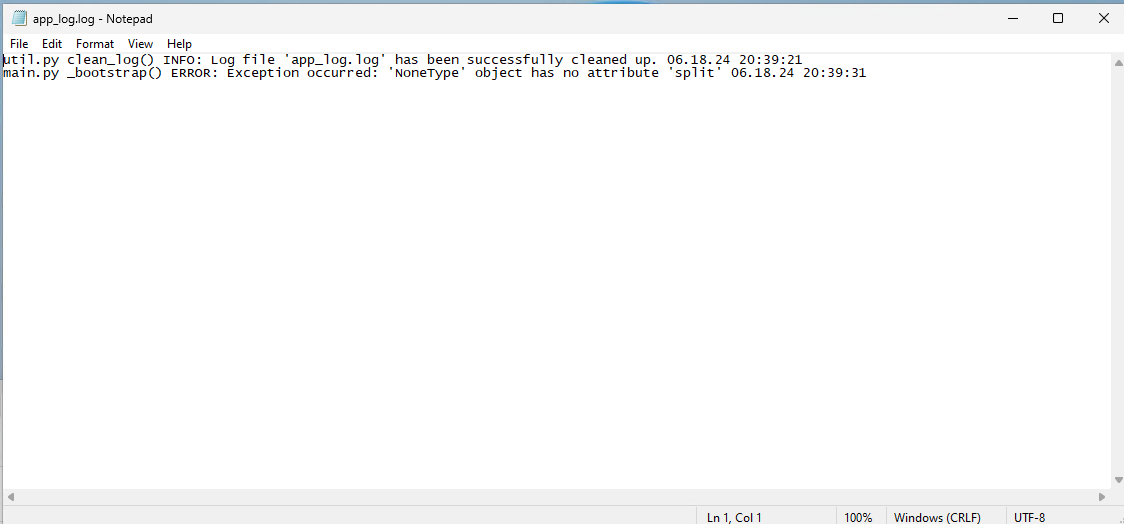 app_log.log - Notepad
File Edit Format View Help
util.py clean_log() INFO: Log file 'app_log.log' has been successfully cleaned up. 06.18.24 20:39:21
main.py _bootstrap() ERROR: Exception occurred: 'NoneType' object has no attribute 'split' 06.18.24 20:39:31
Ln 1, Col 1 100% Windows (CRLF) UTF-8